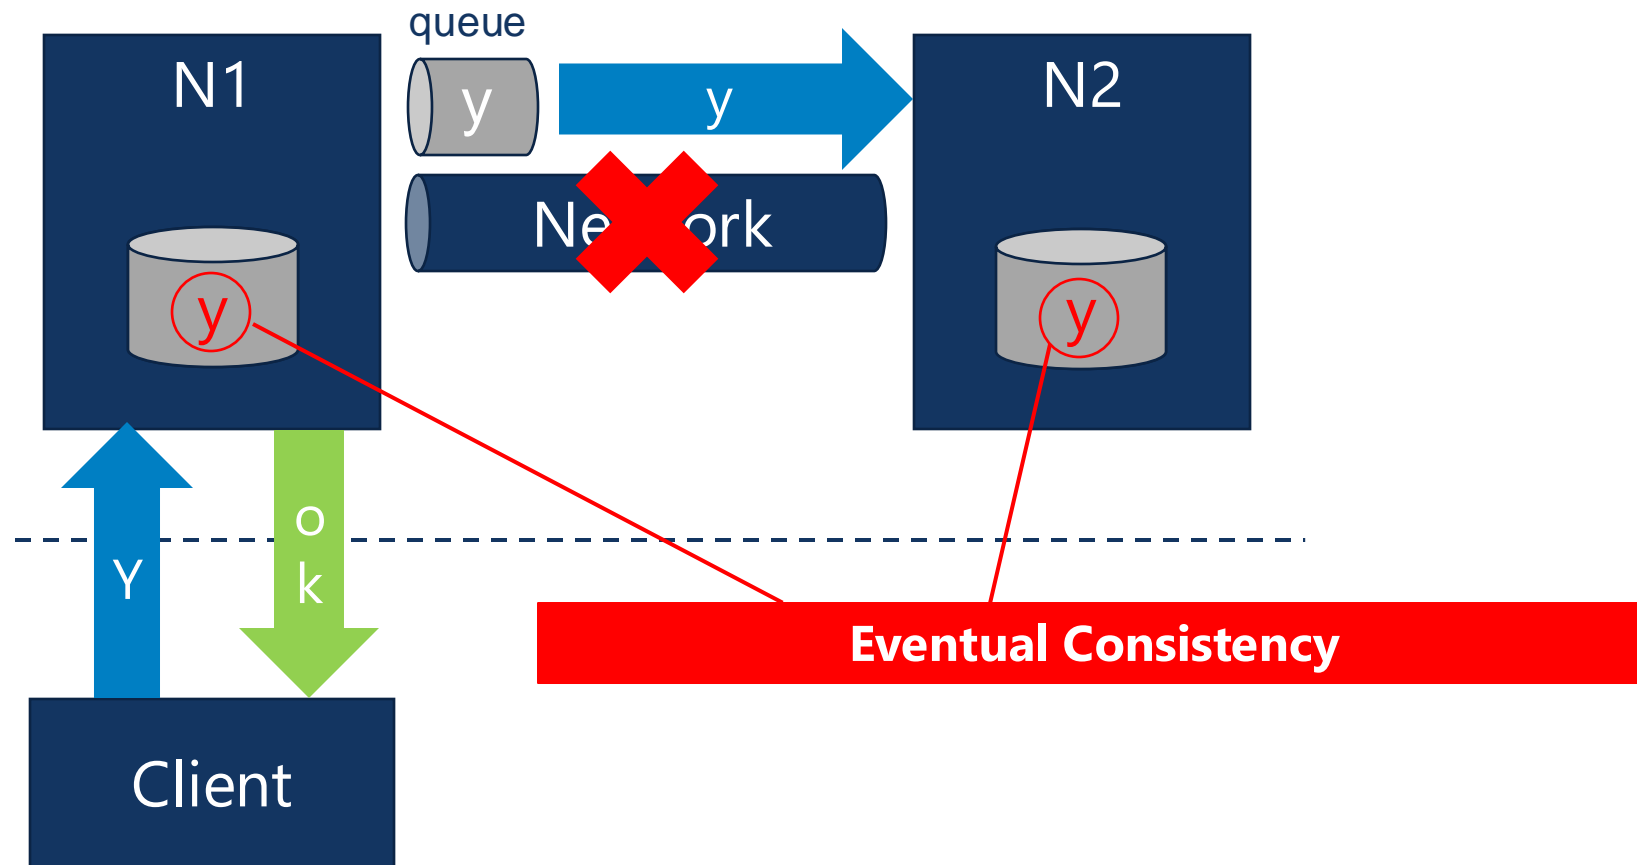 queue
N1
y
y
N2
Ne ork
y
y
Y
o
k
Eventual Consistency
Client